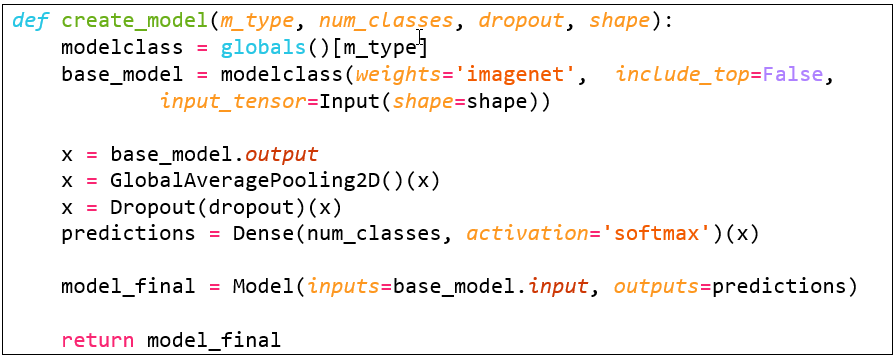 def create_model(m_type, num_classes, dropout, shape):
    modelclass = globals()[m_type]
    base_model = modelclass(weights='imagenet',  include_top=False,
            input_tensor=Input(shape=shape))

    x = base_model.output
    x = GlobalAveragePooling2D()(x)
    x = Dropout(dropout)(x)
    predictions = Dense(num_classes, activation='softmax')(x)

    model_final = Model(inputs=base_model.input, outputs=predictions)

    return model_final